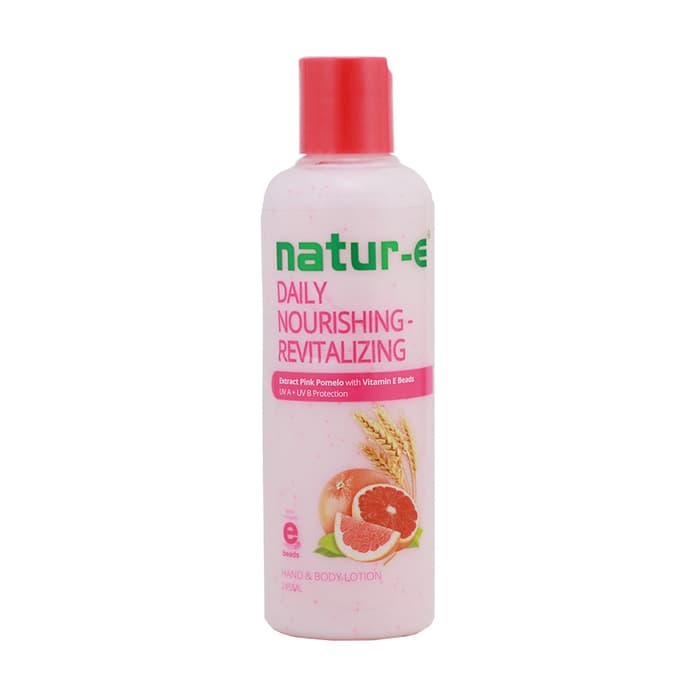 natur-e®
DAILY
NOURISHING -
REVITALIZING
Extract Pink Pomelo with Vitamin E Beads
UV A + UV B Protection
e
beads
HAND & BODY LOTION